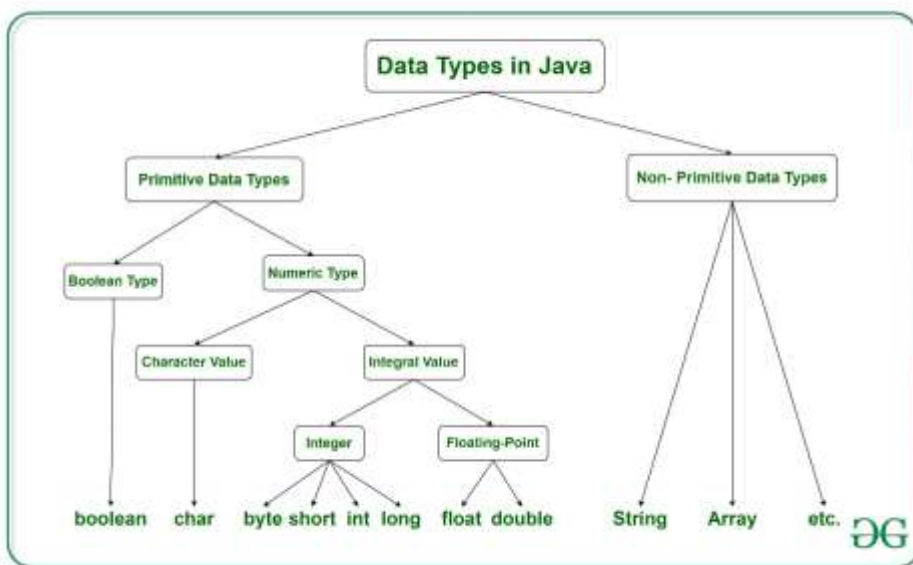 Data Types in Java
Primitive Data Types
Non- Primitive Data Types
Boolean Type
Numeric Type
Character Value
Integral Value
Integer
Floating-Point
boolean
char
byte
short
int
long
float
double
String
Array
etc.